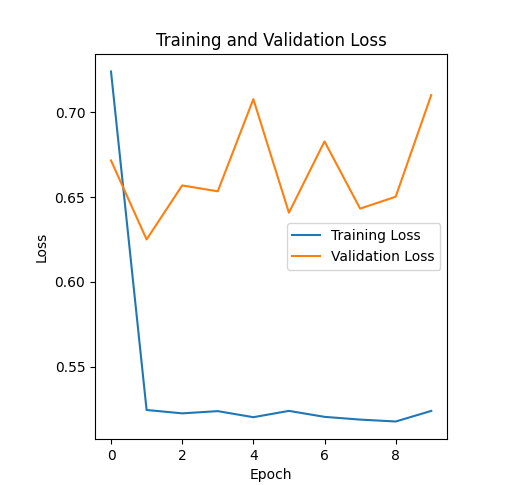 Training and Validation Loss
0.70
0.65
0.60
0.55
Loss
Training Loss
Validation Loss
0 2 4 6 8
Epoch